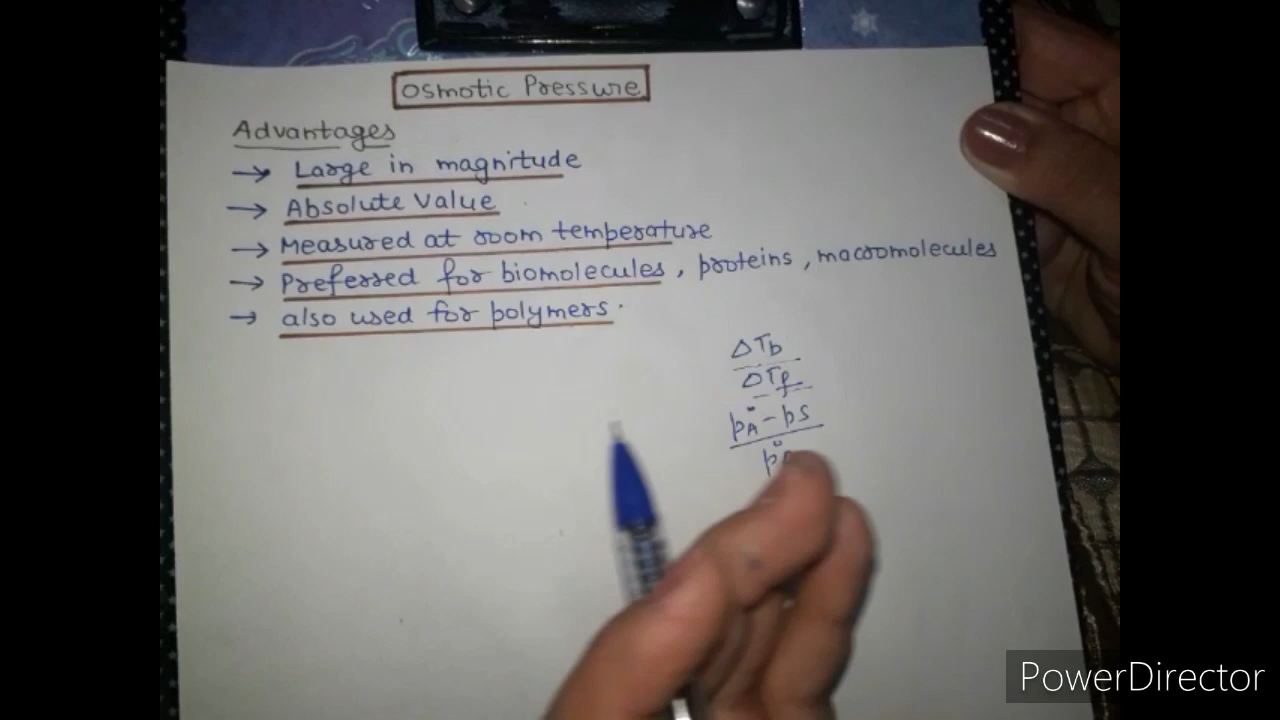 Osmotic Pressure
Advantages
→ Large in magnitude
→ Absolute Value
→ Measured at room temperature
→ Preferred for biomolecules, proteins, macromolecules
→ also used for polymers.
ΔTb
ΔTf
p°A - ps
p°
PowerDirector